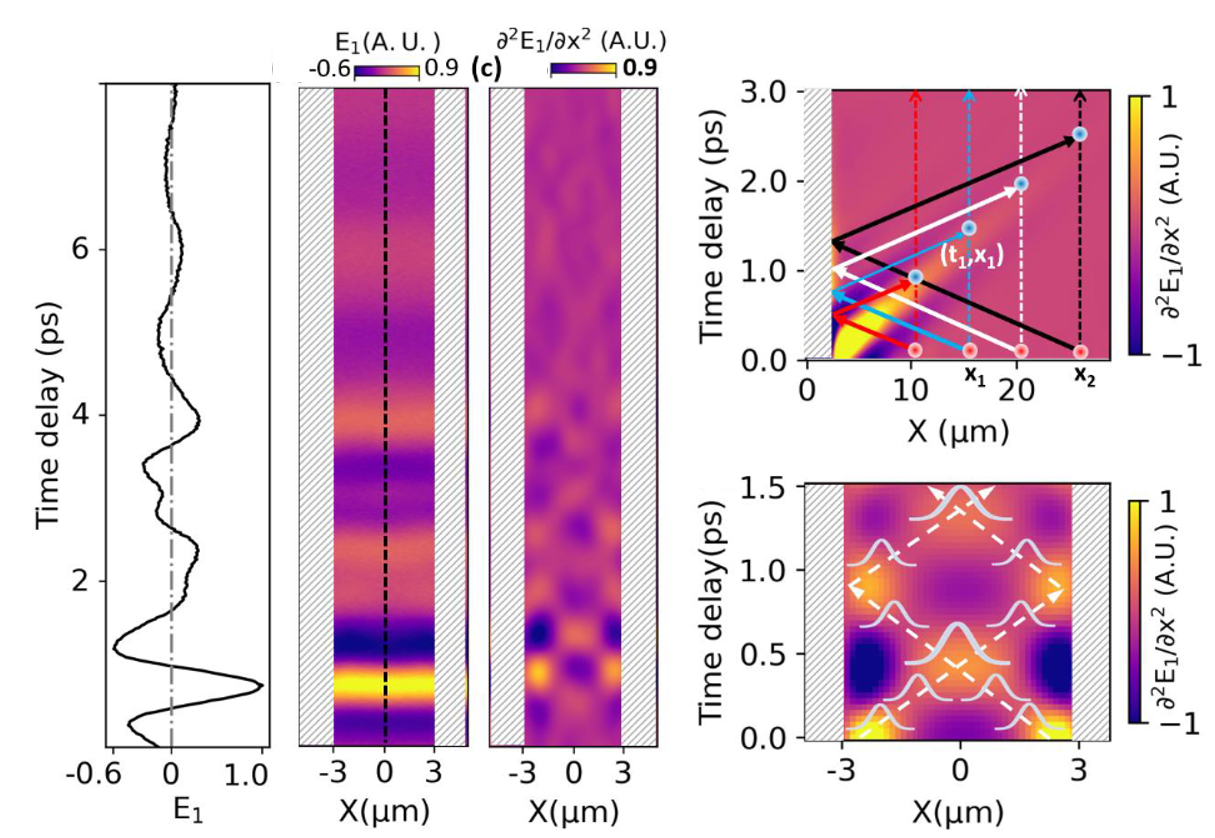 E₁(A. U. )
-0.6 0.9
(c)
∂²E₁/∂x² (A.U.)
0.9
Time delay (ps)
6
4
2
-0.6 0 1.0
E₁
-3 0 3
X(μm)
-3 0 3
X(μm)
3.0
2.0
1.0
0.0
Time delay (ps)
(t₁,x₁)
x₁ x₂
0 10 20
X (μm)
1
-1
∂²E₁/∂x² (A.U.)
1.5
1.0
0.5
0.0
Time delay(ps)
-3 0 3
X(μm)
1
-1
∂²E₁/∂x² (A.U.)